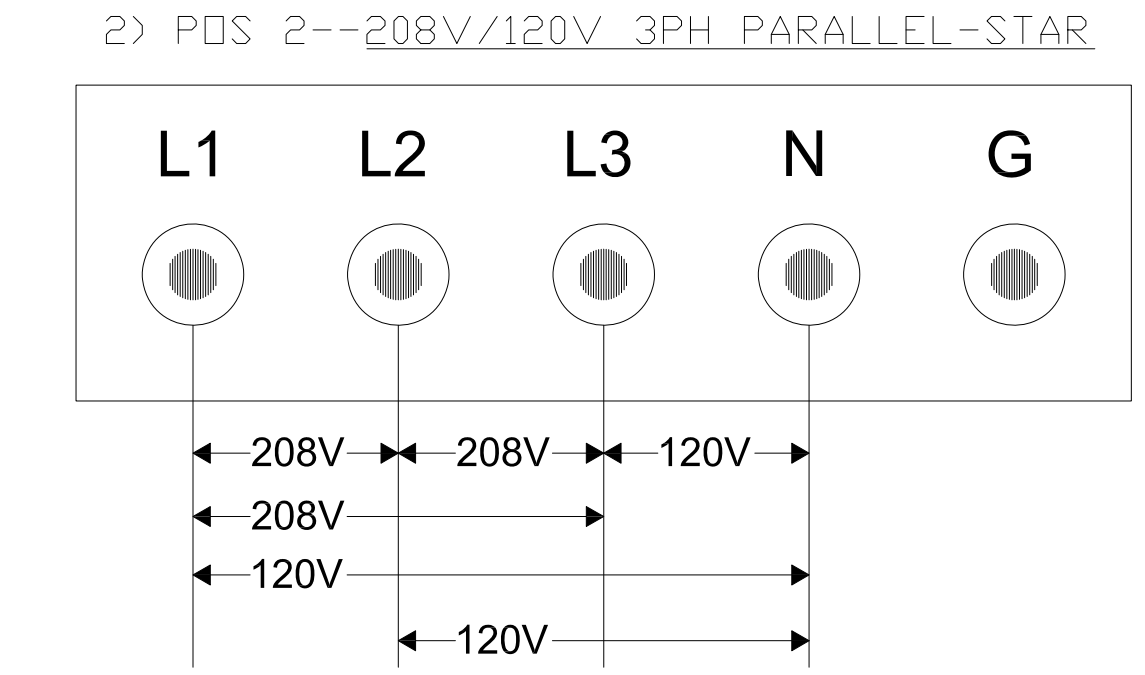 2) POS 2--208V/120V 3PH PARALLEL-STAR
L1 L2 L3 N G
208V 208V 120V
208V
120V
120V